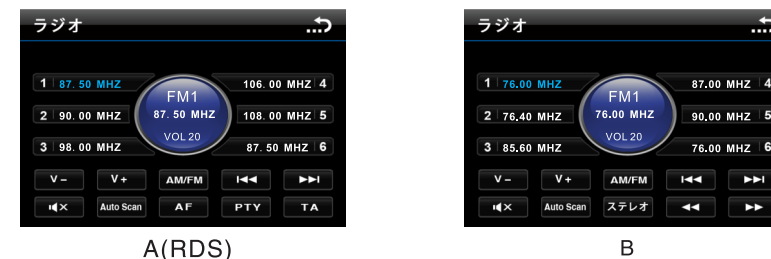 ラジオ
1 87.50 MHZ
106.00 MHZ 4
FM1
2 90.00 MHZ
87.50 MHZ
108.00 MHZ 5
VOL 20
3 98.00 MHZ
87.50 MHZ 6
V- V+ AM/FM
Auto Scan AF PTY TA
A(RDS)
ラジオ
1 76.00 MHZ
87.00 MHZ 4
FM1
2 76.40 MHZ
76.00 MHZ
90.00 MHZ 5
VOL 20
3 85.60 MHZ
76.00 MHZ 6
V- V+ AM/FM
Auto Scan ステレオ
B